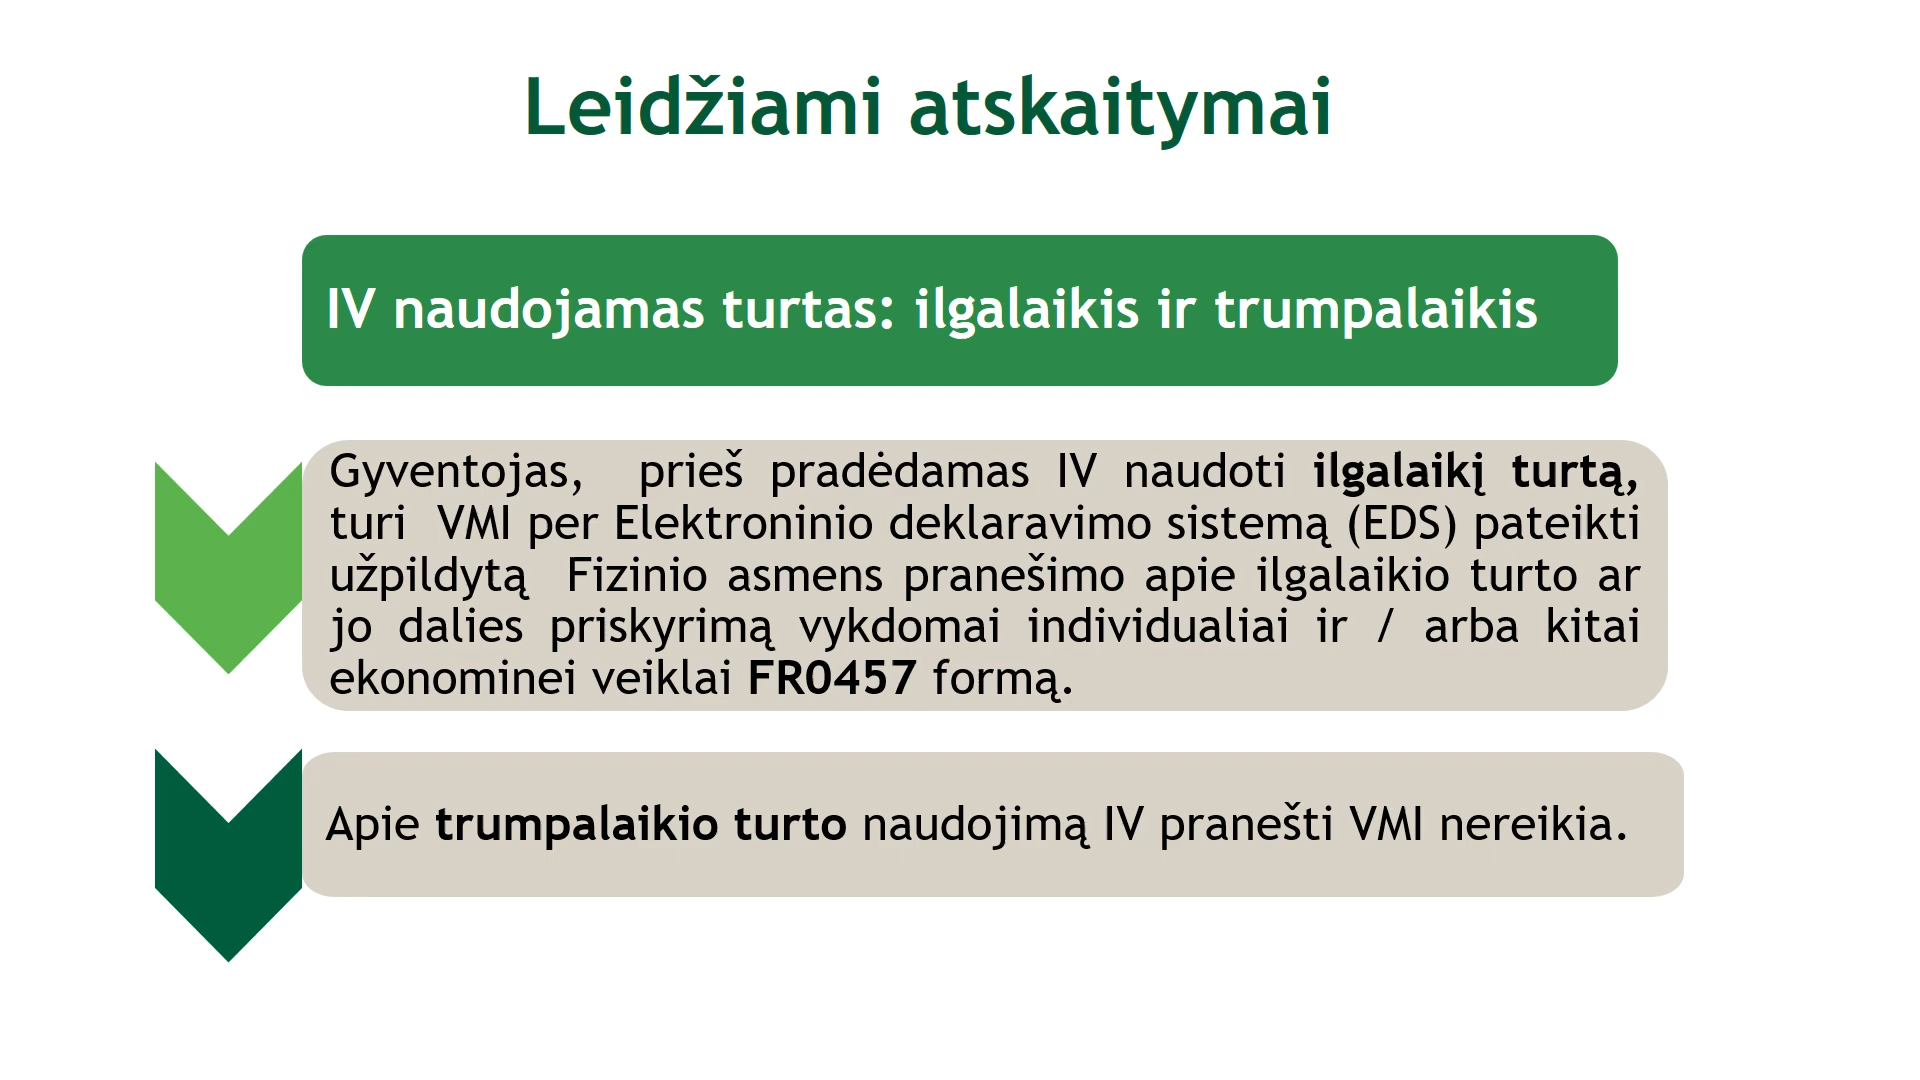 Leidžiami atskaitymai
IV naudojamas turtas: ilgalaikis ir trumpalaikis
Gyventojas, prieš pradėdamas IV naudoti ilgalaikį turtą,
turi VMI per Elektroninio deklaravimo sistemą (EDS) pateikti
užpildytą Fizinio asmens pranešimo apie ilgalaikio turto ar
jo dalies priskyrimą vykdomai individualiai ir / arba kitai
ekonominei veiklai FR0457 formą.
Apie trumpalaikio turto naudojimą IV pranešti VMI nereikia.